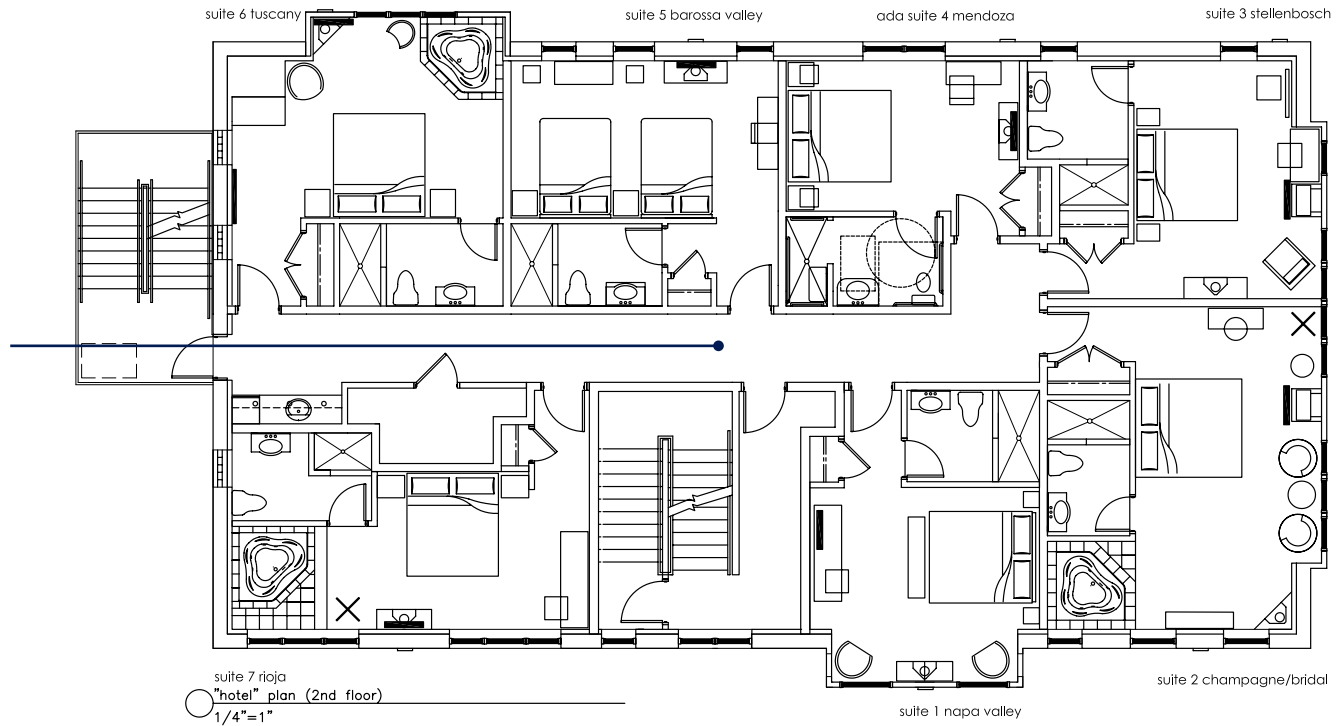 suite 6 tuscany
suite 5 barossa valley
ada suite 4 mendoza
suite 3 stellenbosch
suite 7 rioja
"hotel" plan (2nd floor)
1/4"=1"
suite 1 napa valley
suite 2 champagne/bridal